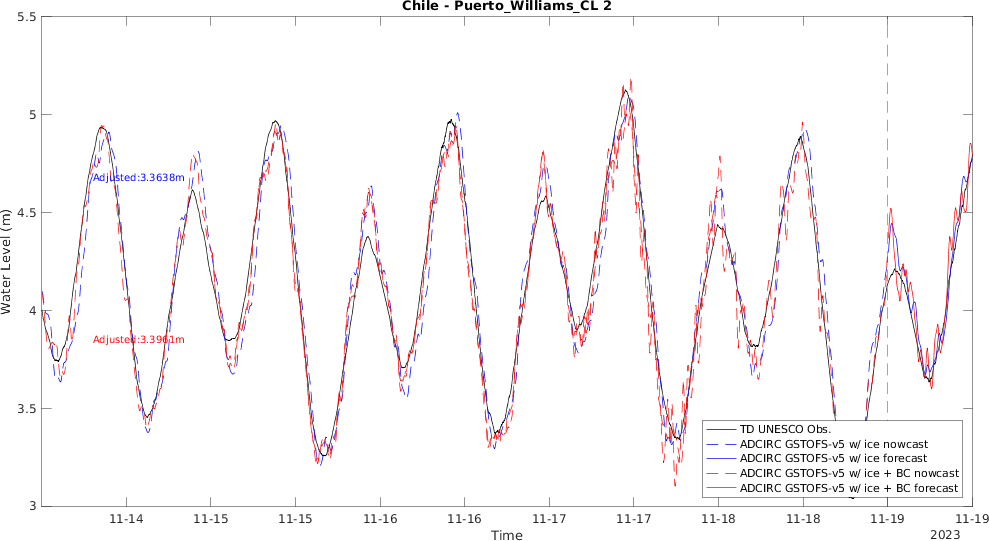 Chile - Puerto_Williams_CL 2
Water Level (m)
5.5
5
4.5
4
3.5
3
Adjusted:3.3638m
Adjusted:3.3961m
TD UNESCO Obs.
ADCIRC GSTOFS-v5 w/ ice nowcast
ADCIRC GSTOFS-v5 w/ ice forecast
ADCIRC GSTOFS-v5 w/ ice + BC nowcast
ADCIRC GSTOFS-v5 w/ ice + BC forecast
11-14 11-15 11-15 11-16 11-16 11-17 11-17 11-18 11-18 11-19 11-19
Time
2023